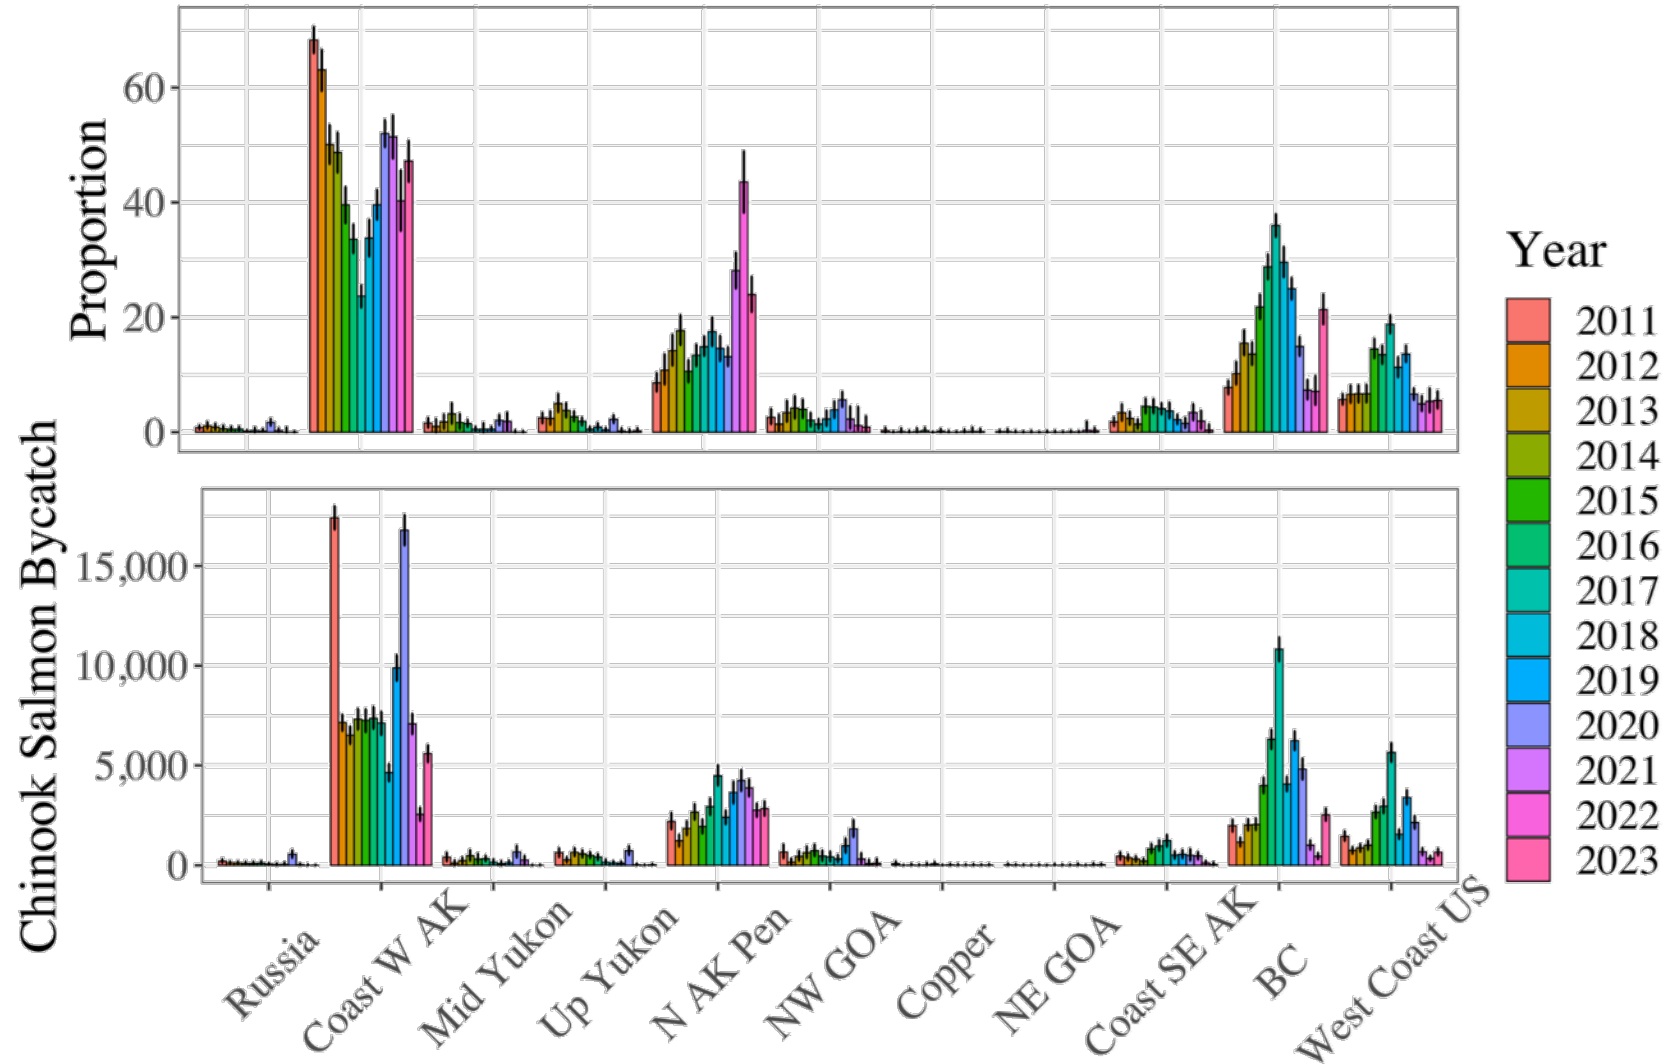 Proportion
60
40
20
0
Chinook Salmon Bycatch
15,000
10,000
5,000
0
Russia
Coast W AK
Mid Yukon
Up Yukon
N AK Pen
NW GOA
Copper
NE GOA
Coast SE AK
BC
West Coast US
Year
2011
2012
2013
2014
2015
2016
2017
2018
2019
2020
2021
2022
2023